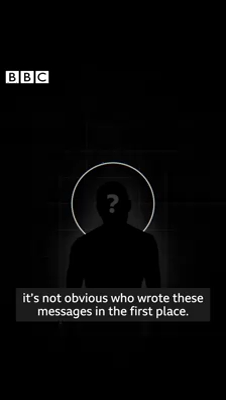 BBC
?
it's not obvious who wrote these
messages in the first place.